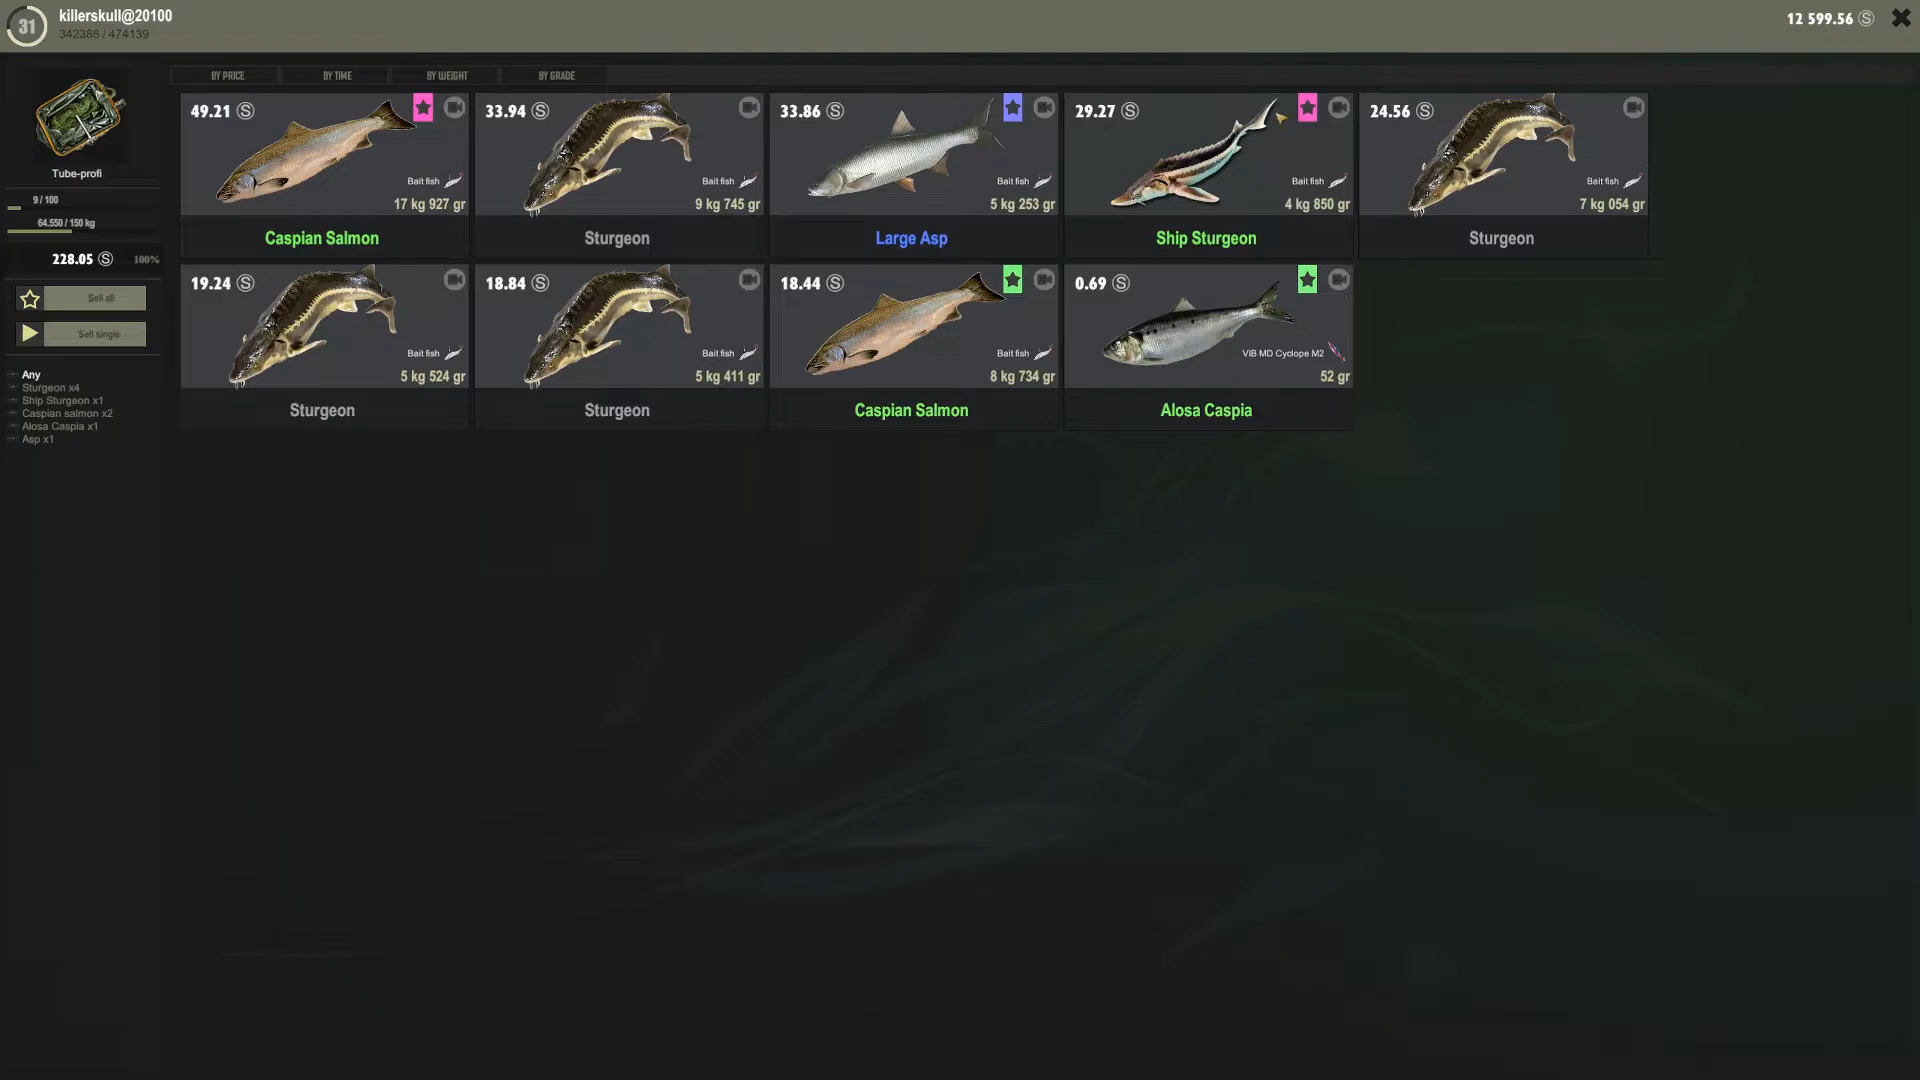 31
killerskull@20100
342386 / 474139
12 599.56 S
BY PRICE BY TIME BY WEIGHT BY GRADE
Tube-profi
9 / 100
64.550 / 150 kg
228.05 S 100%
Sell all
Sell single
Any
Sturgeon x4
Ship Sturgeon x1
Caspian salmon x2
Alosa Caspia x1
Asp x1
49.21 S
Bait fish
17 kg 927 gr
Caspian Salmon
33.94 S
Bait fish
9 kg 745 gr
Sturgeon
33.86 S
Bait fish
5 kg 253 gr
Large Asp
29.27 S
Bait fish
4 kg 850 gr
Ship Sturgeon
24.56 S
Bait fish
7 kg 054 gr
Sturgeon
19.24 S
Bait fish
5 kg 524 gr
Sturgeon
18.84 S
Bait fish
5 kg 411 gr
Sturgeon
18.44 S
Bait fish
8 kg 734 gr
Caspian Salmon
0.69 S
VIB MD Cyclope M2
52 gr
Alosa Caspia